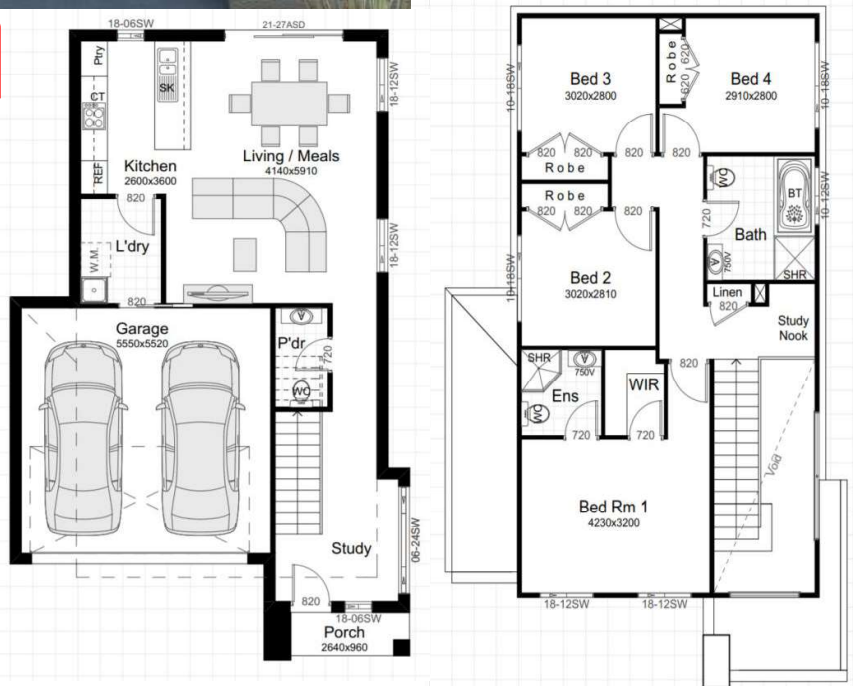 18-06SW
21-27ASD
Ptry
CT
SK
18-12SW
REF
Kitchen
2600x3600
Living / Meals
4140x5910
820
L'dry
W.M.
18-12SW
820
Garage
5550x5520
P'dr
720
WC
Study
06-24SW
820
18-06SW
Porch
2640x960
10-18SW
Bed 3
3020x2800
Robe
620
620
Bed 4
2910x2800
10-18SW
820
820
820
820
Robe
Robe
820
820
820
WC
BT
10-12SW
720
Bath
750V
SHR
10-18SW
Bed 2
3020x2810
Linen
820
Study
Nook
SHR
750V
Ens
WC
WIR
820
720
720
Void
Bed Rm 1
4230x3200
18-12SW
18-12SW